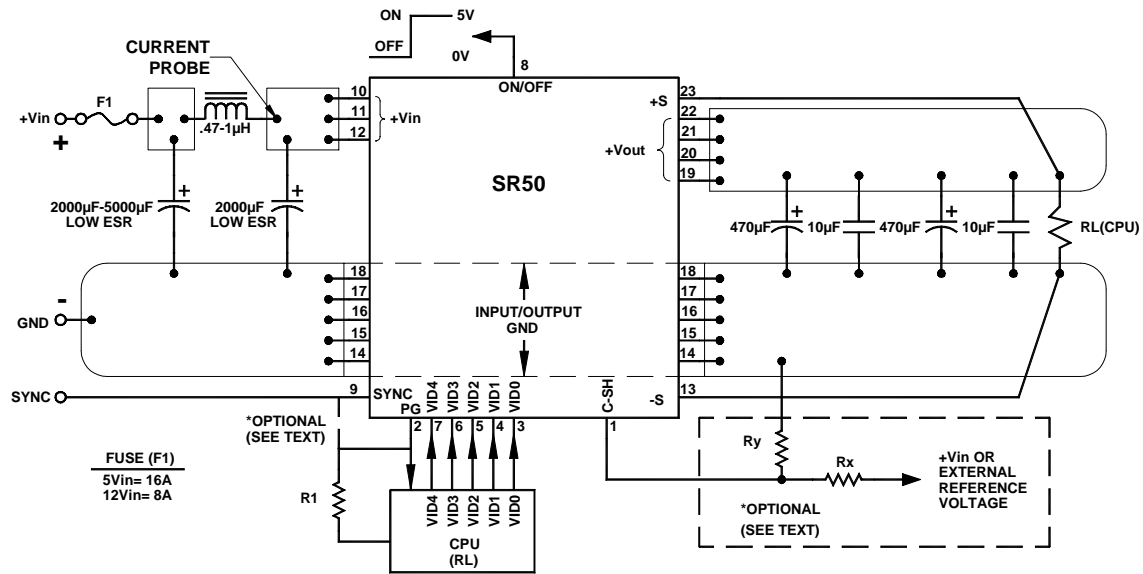 ON
5V
OFF
0V
8
ON/OFF
CURRENT
PROBE
F1
+Vin
+
.47-1µH
10
11
12
+Vin
+S
23
22
21
20
19
+Vout
SR50
2000µF-5000µF
LOW ESR
+
2000µF
LOW ESR
+
470µF
+
10µF
470µF
+
10µF
RL(CPU)
-
GND
18
17
16
15
14
INPUT/OUTPUT
GND
18
17
16
15
14
SYNC
9
SYNC
PG
VID4
VID3
VID2
VID1
VID0
C-SH
-S
13
2
7
6
5
4
3
1
*OPTIONAL
(SEE TEXT)
FUSE (F1)
5Vin= 16A
12Vin= 8A
R1
VID4
VID3
VID2
VID1
VID0
CPU
(RL)
Ry
Rx
+Vin OR
EXTERNAL
REFERENCE
VOLTAGE
*OPTIONAL
(SEE TEXT)